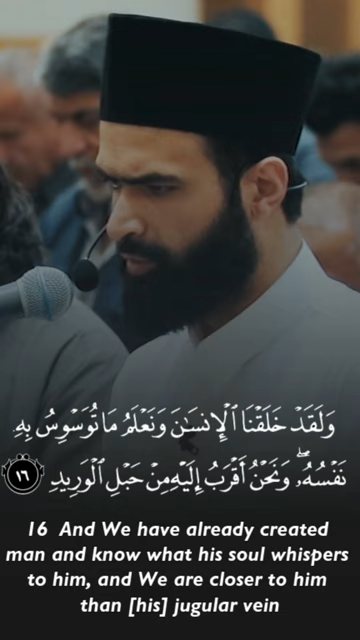 وَلَقَدْ خَلَقْنَا ٱلْإِنسَـٰنَ وَنَعْلَمُ مَا تُوَسْوِسُ بِهِۦ
نَفْسُهُۥ ۖ وَنَحْنُ أَقْرَبُ إِلَيْهِ مِنْ حَبْلِ ٱلْوَرِيدِ ١٦
16 And We have already created
man and know what his soul whispers
to him, and We are closer to him
than [his] jugular vein